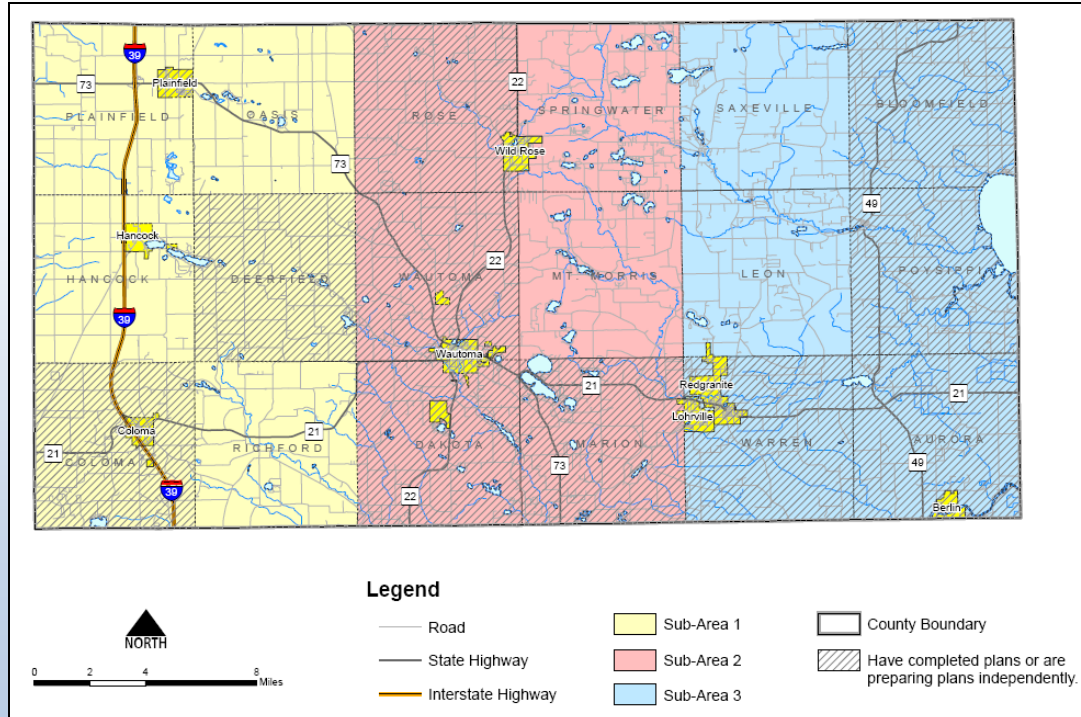 39
73
Plainfield
PLAINFIELD
OASIS
ROSE
22
SPRINGWATER
SAXEVILLE
BLOOMFIELD
Wild Rose
73
49
Hancock
HANCOCK
DEERFIELD
WAUTOMA
22
MT MORRIS
LEON
POYSIPPI
39
Wautoma
21
Redgranite
21
Lohrville
Coloma
21
COLOMA
RICHFORD
21
DAKOTA
MARION
WARREN
AURORA
73
49
39
22
Berlin
Legend
Road
State Highway
Interstate Highway
Sub-Area 1
Sub-Area 2
Sub-Area 3
County Boundary
Have completed plans or are
preparing plans independently.
NORTH
0 2 4 8
Miles